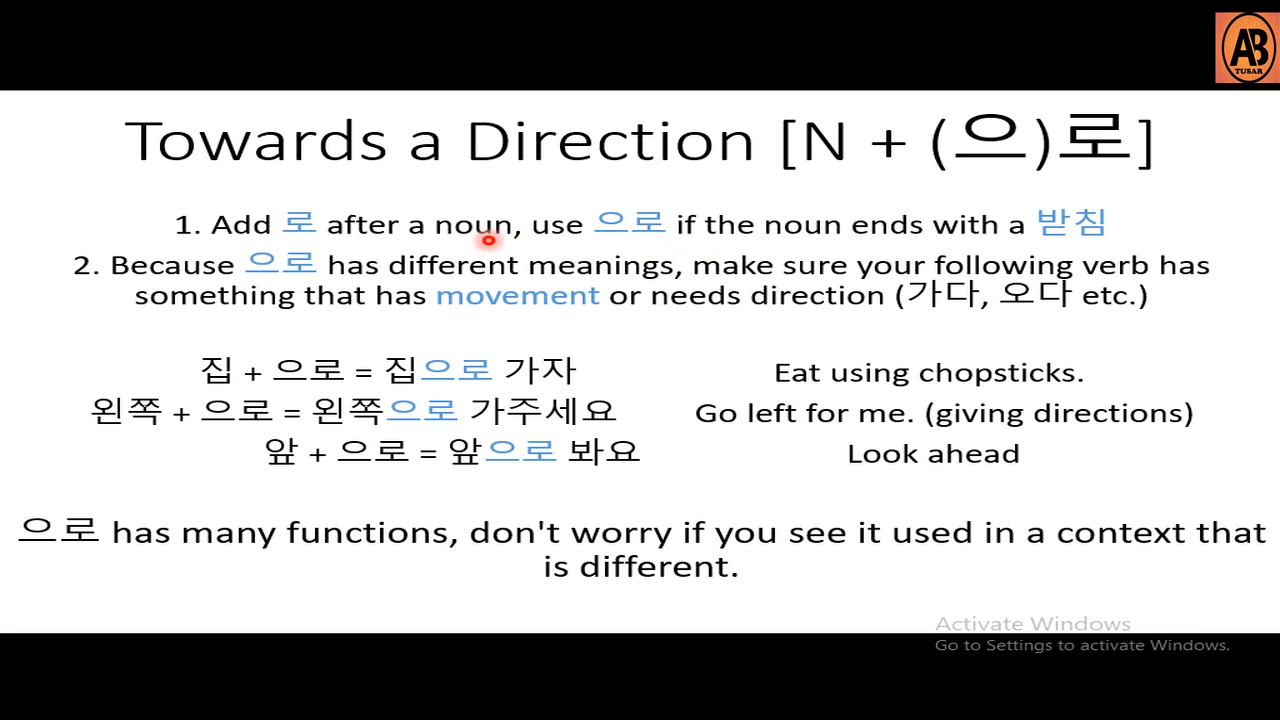 AB
TUSAR
Towards a Direction [N + (으)로]
1. Add 로 after a noun, use 으로 if the noun ends with a 받침
2. Because 으로 has different meanings, make sure your following verb has
something that has movement or needs direction (가다, 오다 etc.)
집 + 으로 = 집으로 가자 Eat using chopsticks.
왼쪽 + 으로 = 왼쪽으로 가주세요 Go left for me. (giving directions)
앞 + 으로 = 앞으로 봐요 Look ahead
으로 has many functions, don't worry if you see it used in a context that
is different.
Activate Windows
Go to Settings to activate Windows.